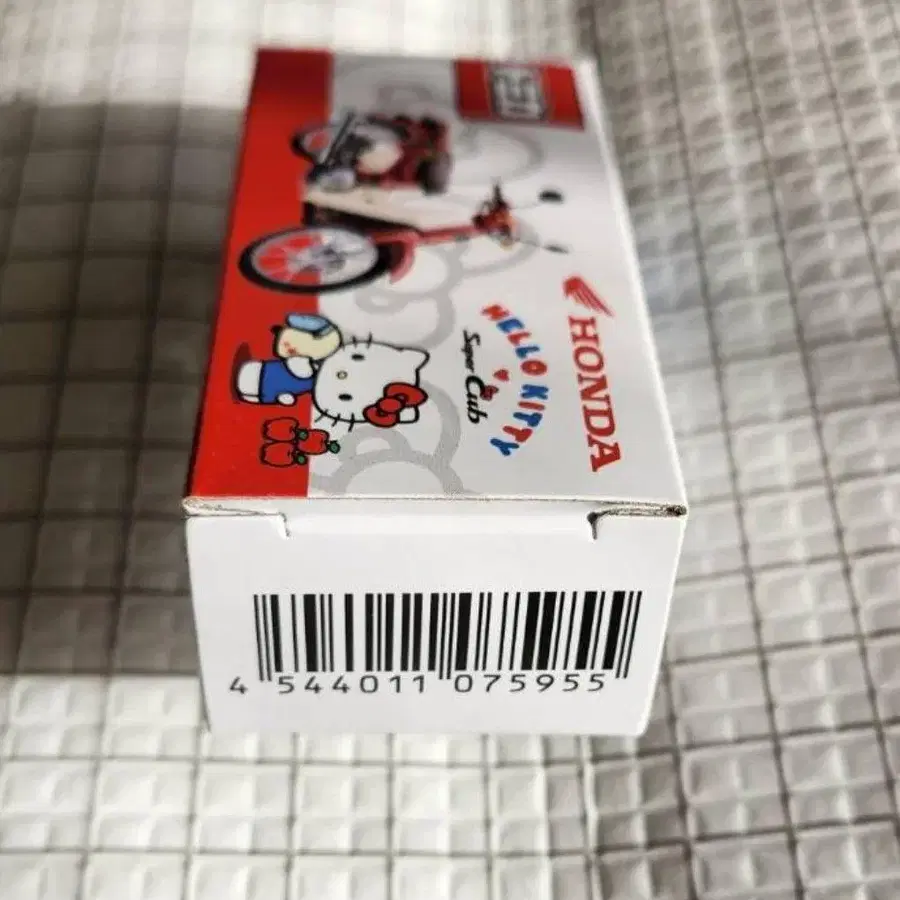 HONDA
HELLO KITTY
Super Cub
4 544011 075955